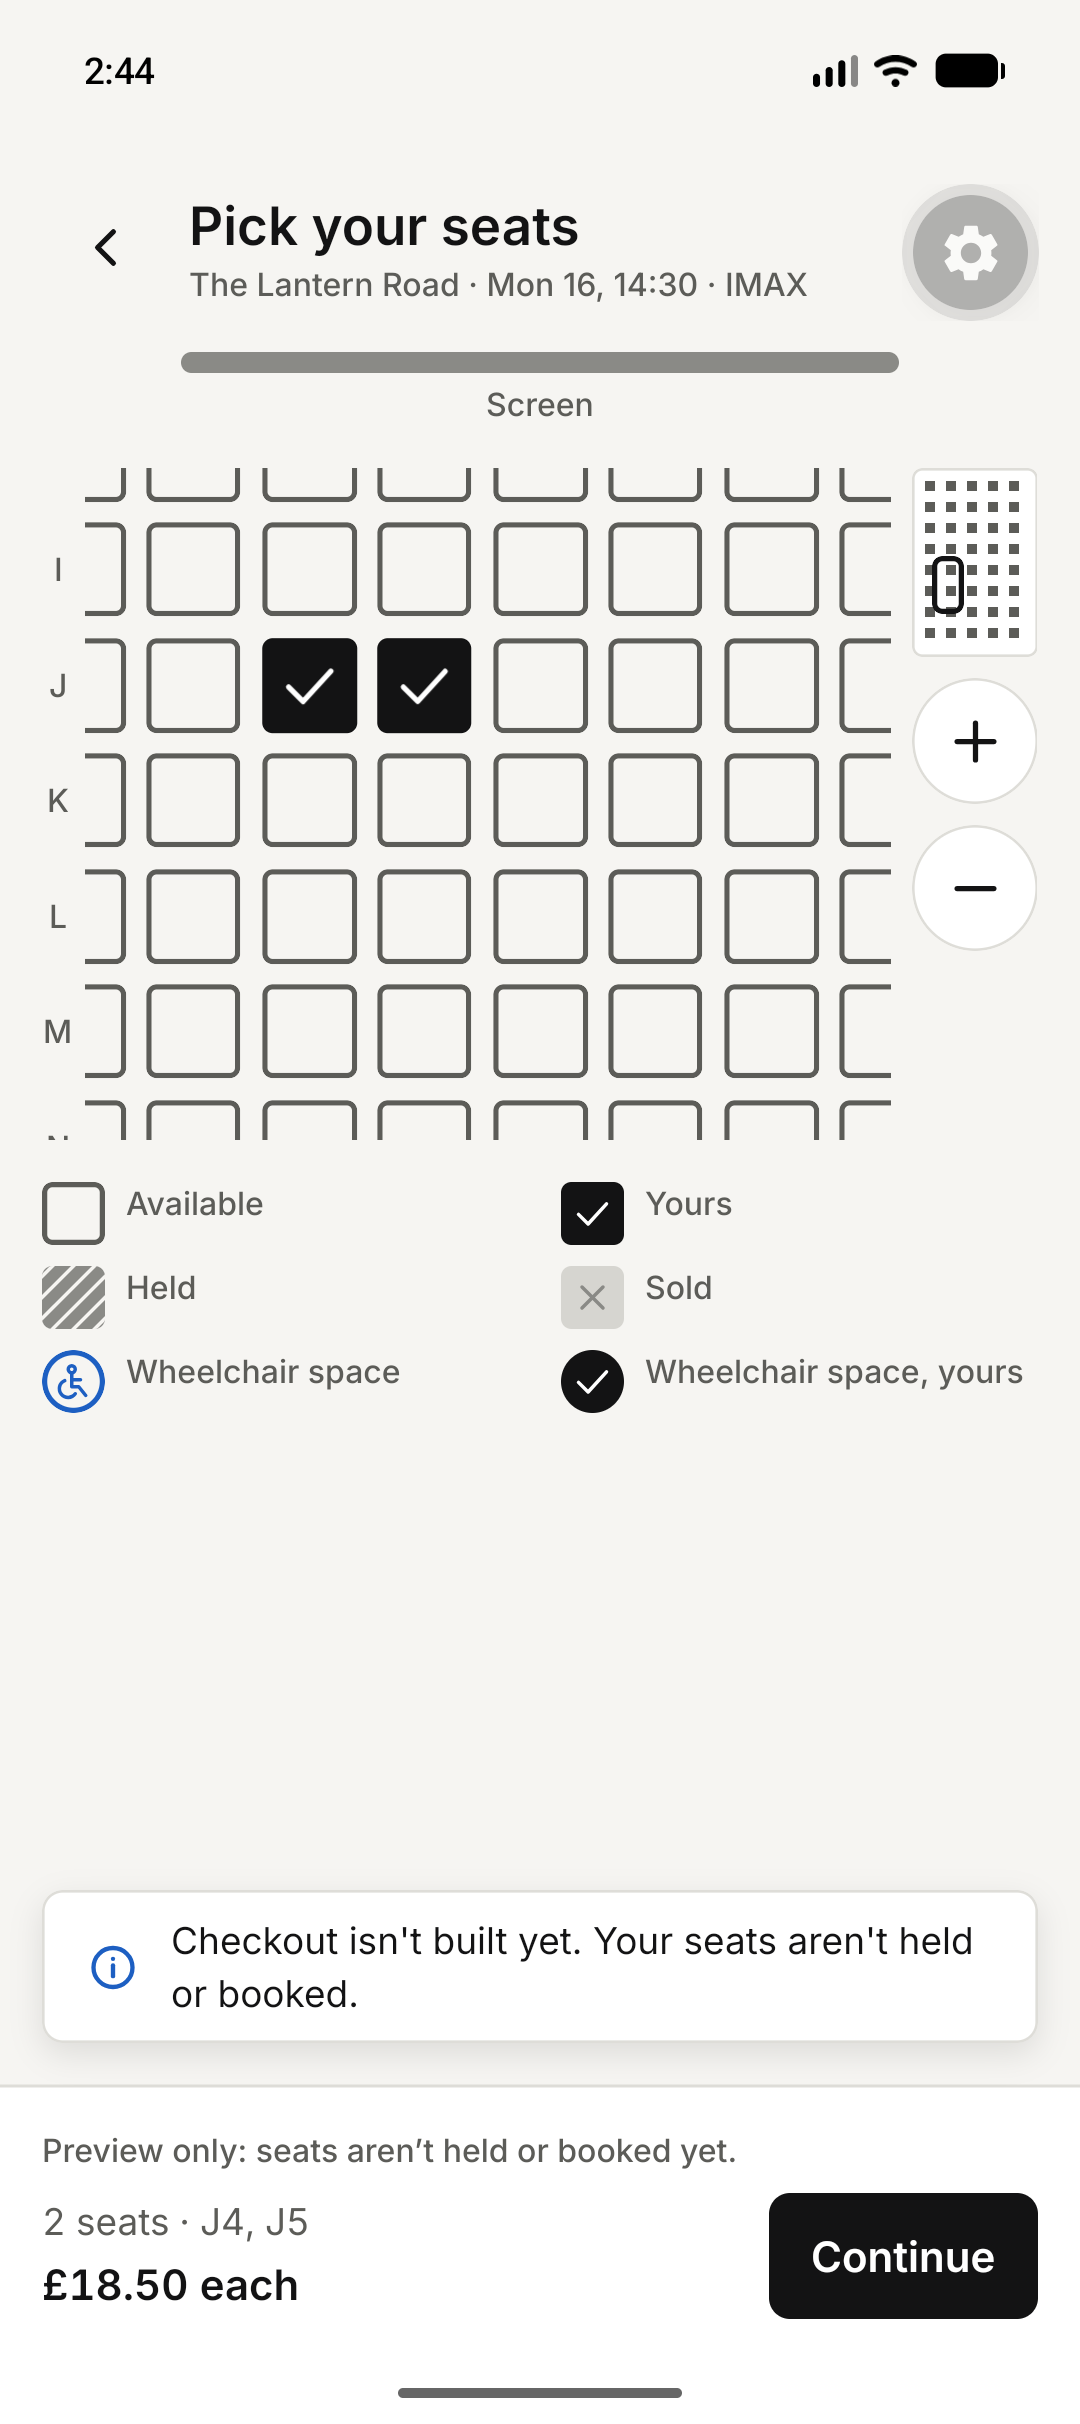 2:44
Pick your seats
The Lantern Road · Mon 16, 14:30 · IMAX
Screen
I
J
K
L
M
Available
Yours
Held
Sold
Wheelchair space
Wheelchair space, yours
Checkout isn't built yet. Your seats aren't held
or booked.
Preview only: seats aren’t held or booked yet.
2 seats · J4, J5
£18.50 each
Continue